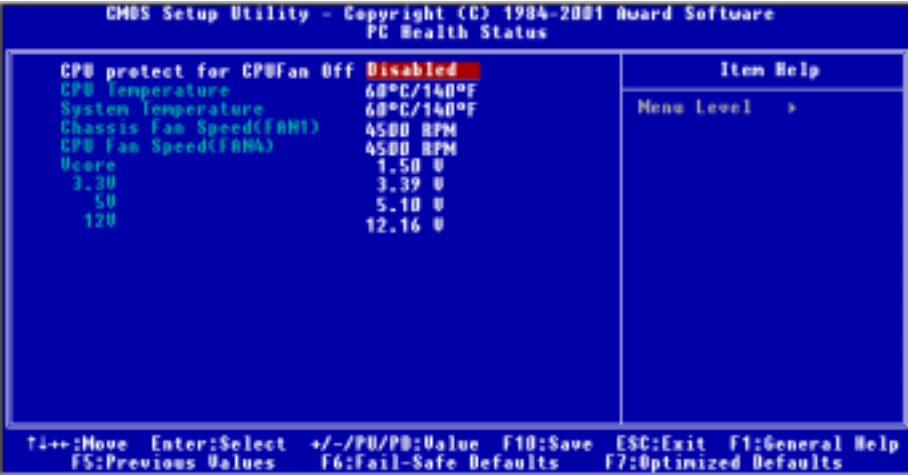 CMOS Setup Utility - Copyright (C) 1984-2001 Award Software
PC Health Status
CPU protect for CPUFan Off Disabled
CPU Temperature 60°C/140°F
System Temperature 60°C/140°F
Chassis Fan Speed(FAN1) 4500 RPM
CPU Fan Speed(FAN4) 4500 RPM
Vcore 1.50 V
3.3V 3.39 V
5V 5.10 V
12V 12.16 V
Item Help
Menu Level ▸
↑↓↔:Move Enter:Select +/-/PU/PD:Value F10:Save ESC:Exit F1:General Help
F5:Previous Values F6:Fail-Safe Defaults F7:Optimized Defaults